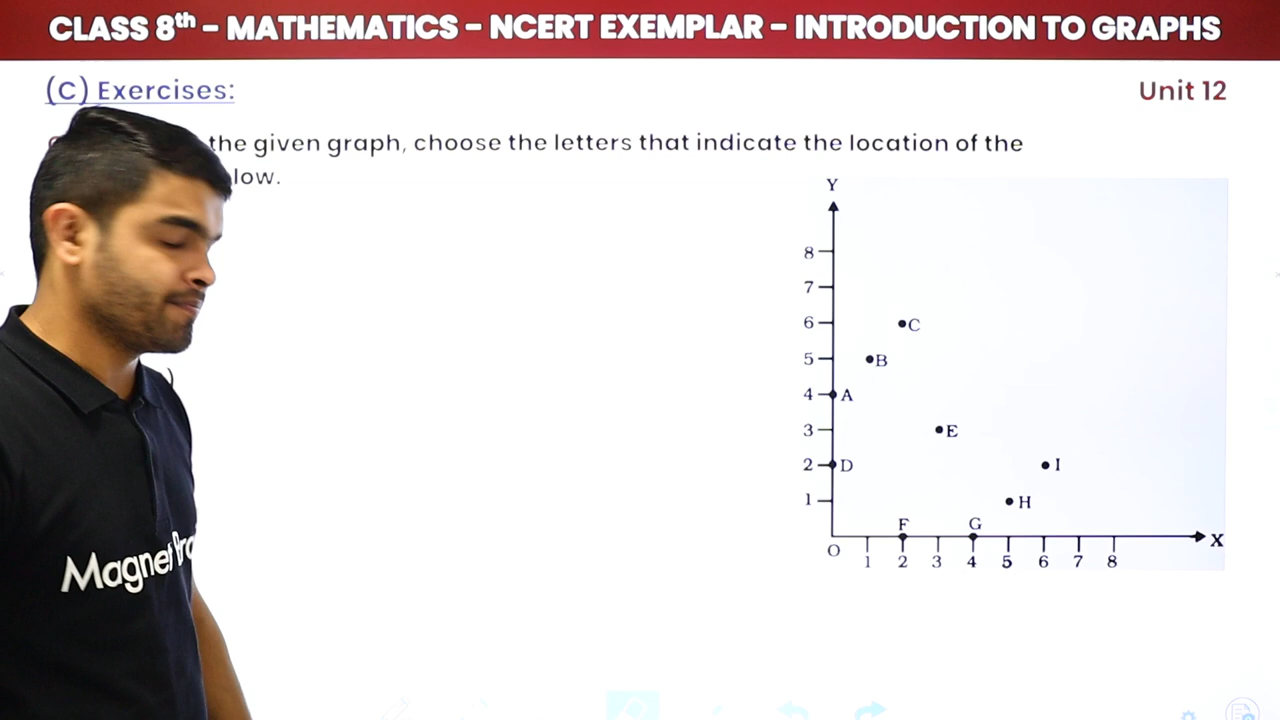 CLASS 8th - MATHEMATICS - NCERT EXEMPLAR - INTRODUCTION TO GRAPHS
(C) Exercises:
Unit 12
the given graph, choose the letters that indicate the location of the
low.
Y
8
7
6
C
5
B
4
A
3
E
2
D
I
1
H
F
G
O
X
1 2 3 4 5 6 7 8
Magnet Bra